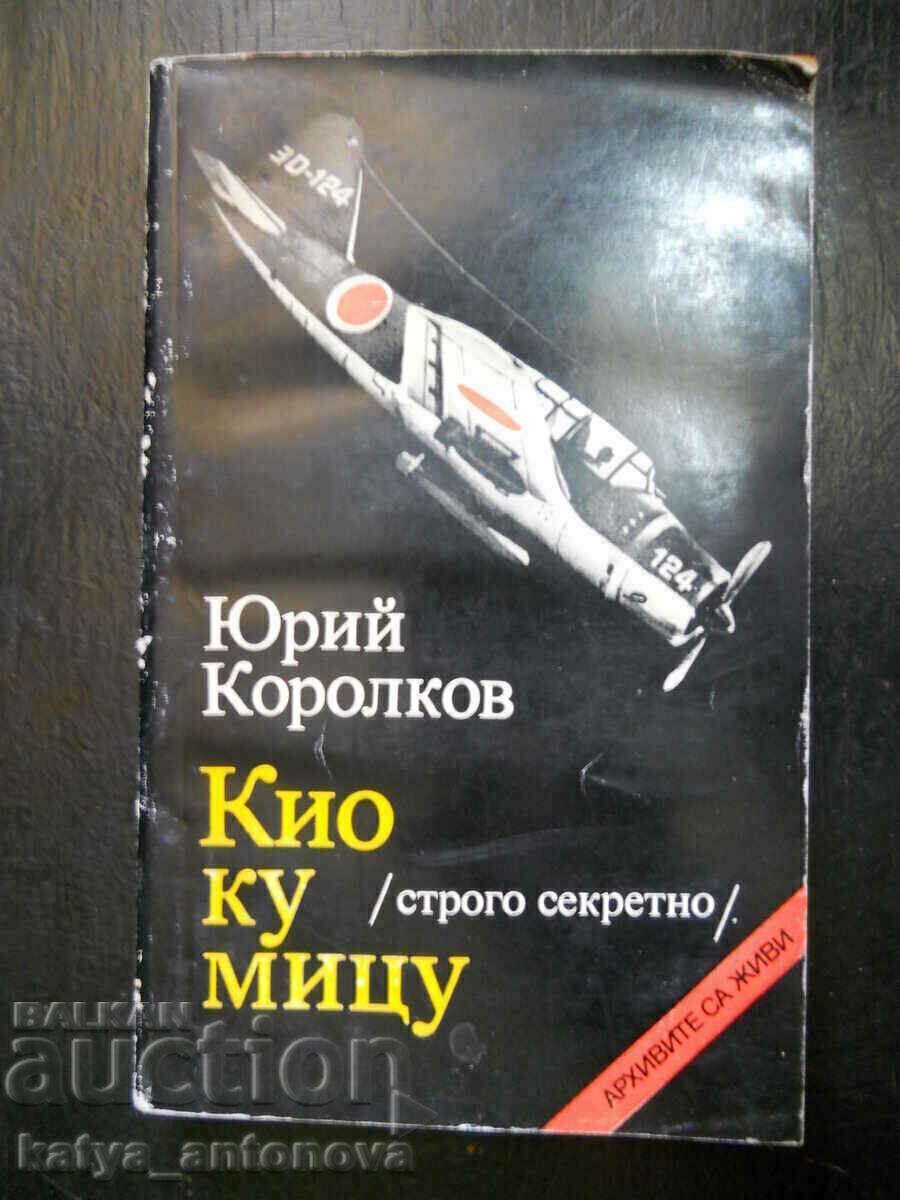 3D-124
124
Юрий
Королков
Кио
ку
мицу
/строго секретно/
АРХИВИТЕ СА ЖИВИ
BALKAN
auction
katya_antonova